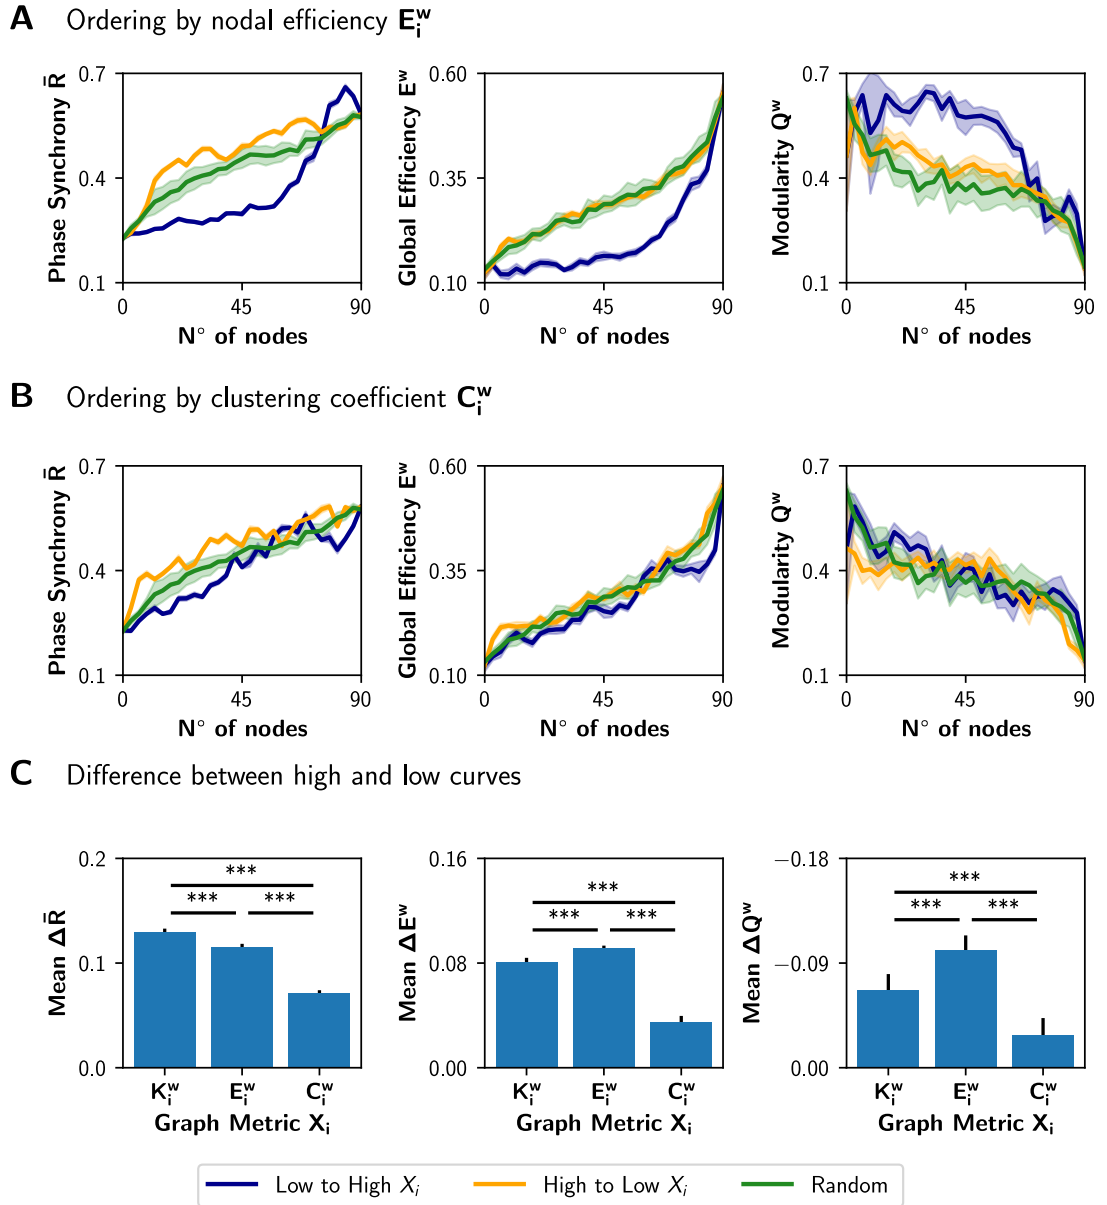 A Ordering by nodal efficiency E_i^w
Phase Synchrony R̄
0.7
0.4
0.1
0 45 90
N° of nodes
Global Efficiency E^w
0.60
0.35
0.10
0 45 90
N° of nodes
Modularity Q^w
0.7
0.4
0.1
0 45 90
N° of nodes
B Ordering by clustering coefficient C_i^w
Phase Synchrony R̄
0.7
0.4
0.1
0 45 90
N° of nodes
Global Efficiency E^w
0.60
0.35
0.10
0 45 90
N° of nodes
Modularity Q^w
0.7
0.4
0.1
0 45 90
N° of nodes
C Difference between high and low curves
Mean ΔR̄
0.2
0.1
0.0
***
*** ***
K_i^w E_i^w C_i^w
Graph Metric X_i
Mean ΔE^w
0.16
0.08
0.00
***
*** ***
K_i^w E_i^w C_i^w
Graph Metric X_i
Mean ΔQ^w
−0.18
−0.09
0.00
***
*** ***
K_i^w E_i^w C_i^w
Graph Metric X_i
Low to High X_i High to Low X_i Random